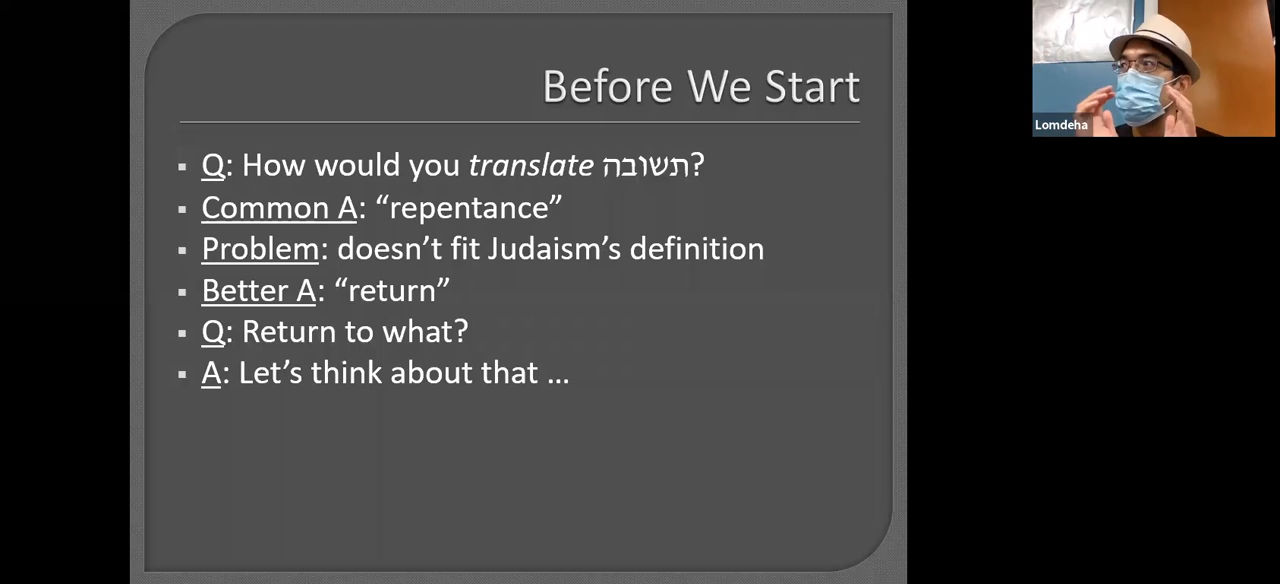 Before We Start
▪ Q: How would you translate תשובה?
▪ Common A: “repentance”
▪ Problem: doesn’t fit Judaism’s definition
▪ Better A: “return”
▪ Q: Return to what?
▪ A: Let’s think about that …
Lomdeha